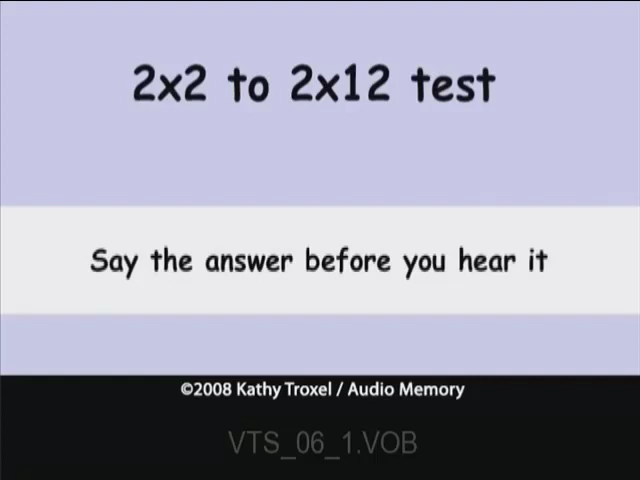 2x2 to 2x12 test
Say the answer before you hear it
©2008 Kathy Troxel / Audio Memory
VTS_06_1.VOB